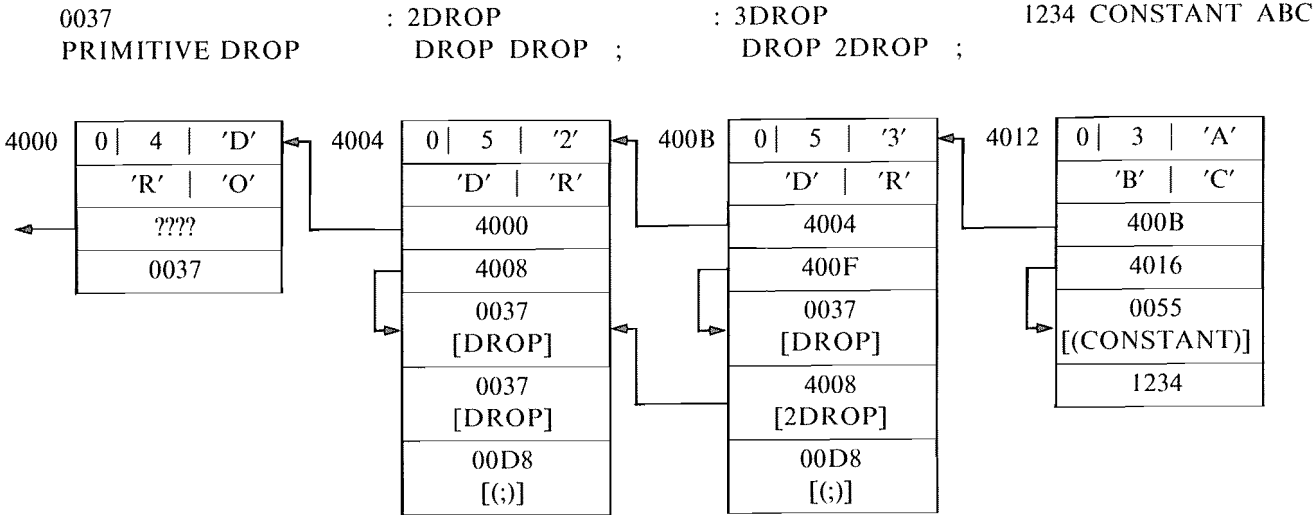 0037 : 2DROP : 3DROP 1234 CONSTANT ABC
PRIMITIVE DROP DROP DROP ; DROP 2DROP ;
4000 0 | 4 | 'D' 4004 0 | 5 | '2' 400B 0 | 5 | '3' 4012 0 | 3 | 'A'
'R' | 'O' 'D' | 'R' 'D' | 'R' 'B' | 'C'
???? 4000 4004 400B
0037 4008 400F 4016
0037 0037 0055
[DROP] [DROP] [(CONSTANT)]
0037 4008 1234
[DROP] [2DROP]
00D8 00D8
[(;)] [(;)]